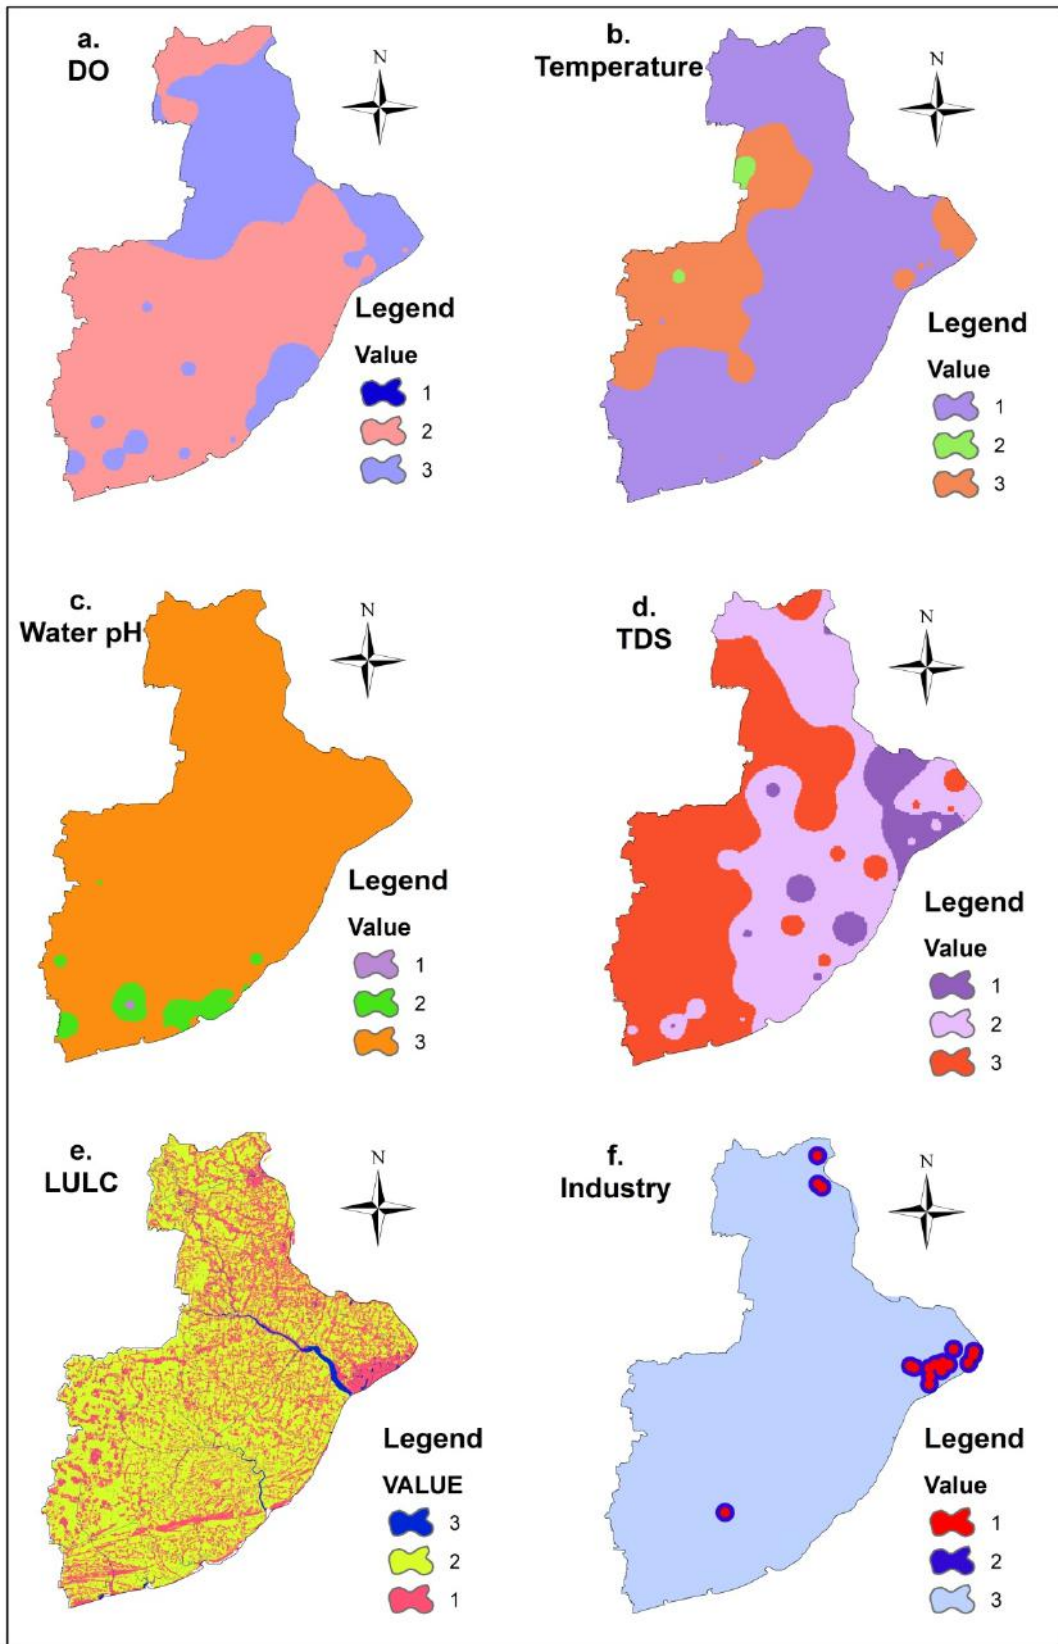 a.
DO
N
Legend
Value
1
2
3
b.
Temperature
N
Legend
Value
1
2
3
c.
Water pH
N
Legend
Value
1
2
3
d.
TDS
N
Legend
Value
1
2
3
e.
LULC
N
Legend
VALUE
3
2
1
f.
Industry
N
Legend
Value
1
2
3